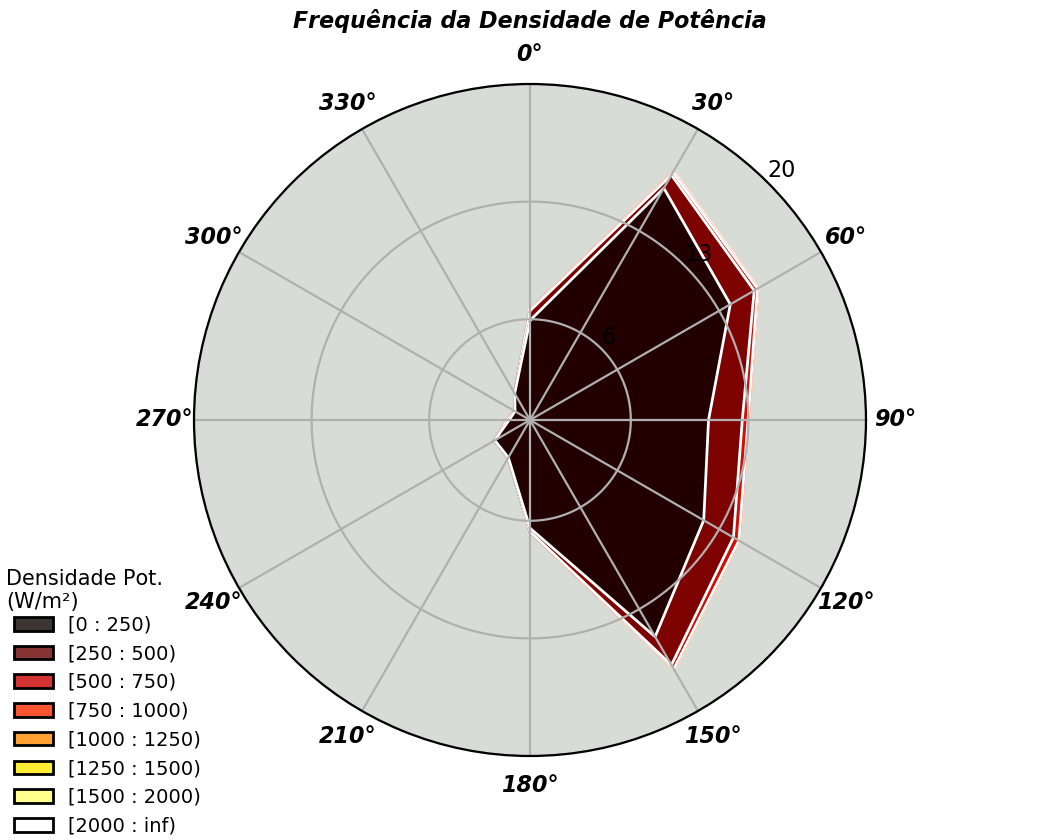 Frequência da Densidade de Potência
0°
330°
30°
20
300°
60°
13
6
270°
90°
240°
120°
210°
150°
180°
Densidade Pot.
(W/m²)
[0 : 250)
[250 : 500)
[500 : 750)
[750 : 1000)
[1000 : 1250)
[1250 : 1500)
[1500 : 2000)
[2000 : inf)